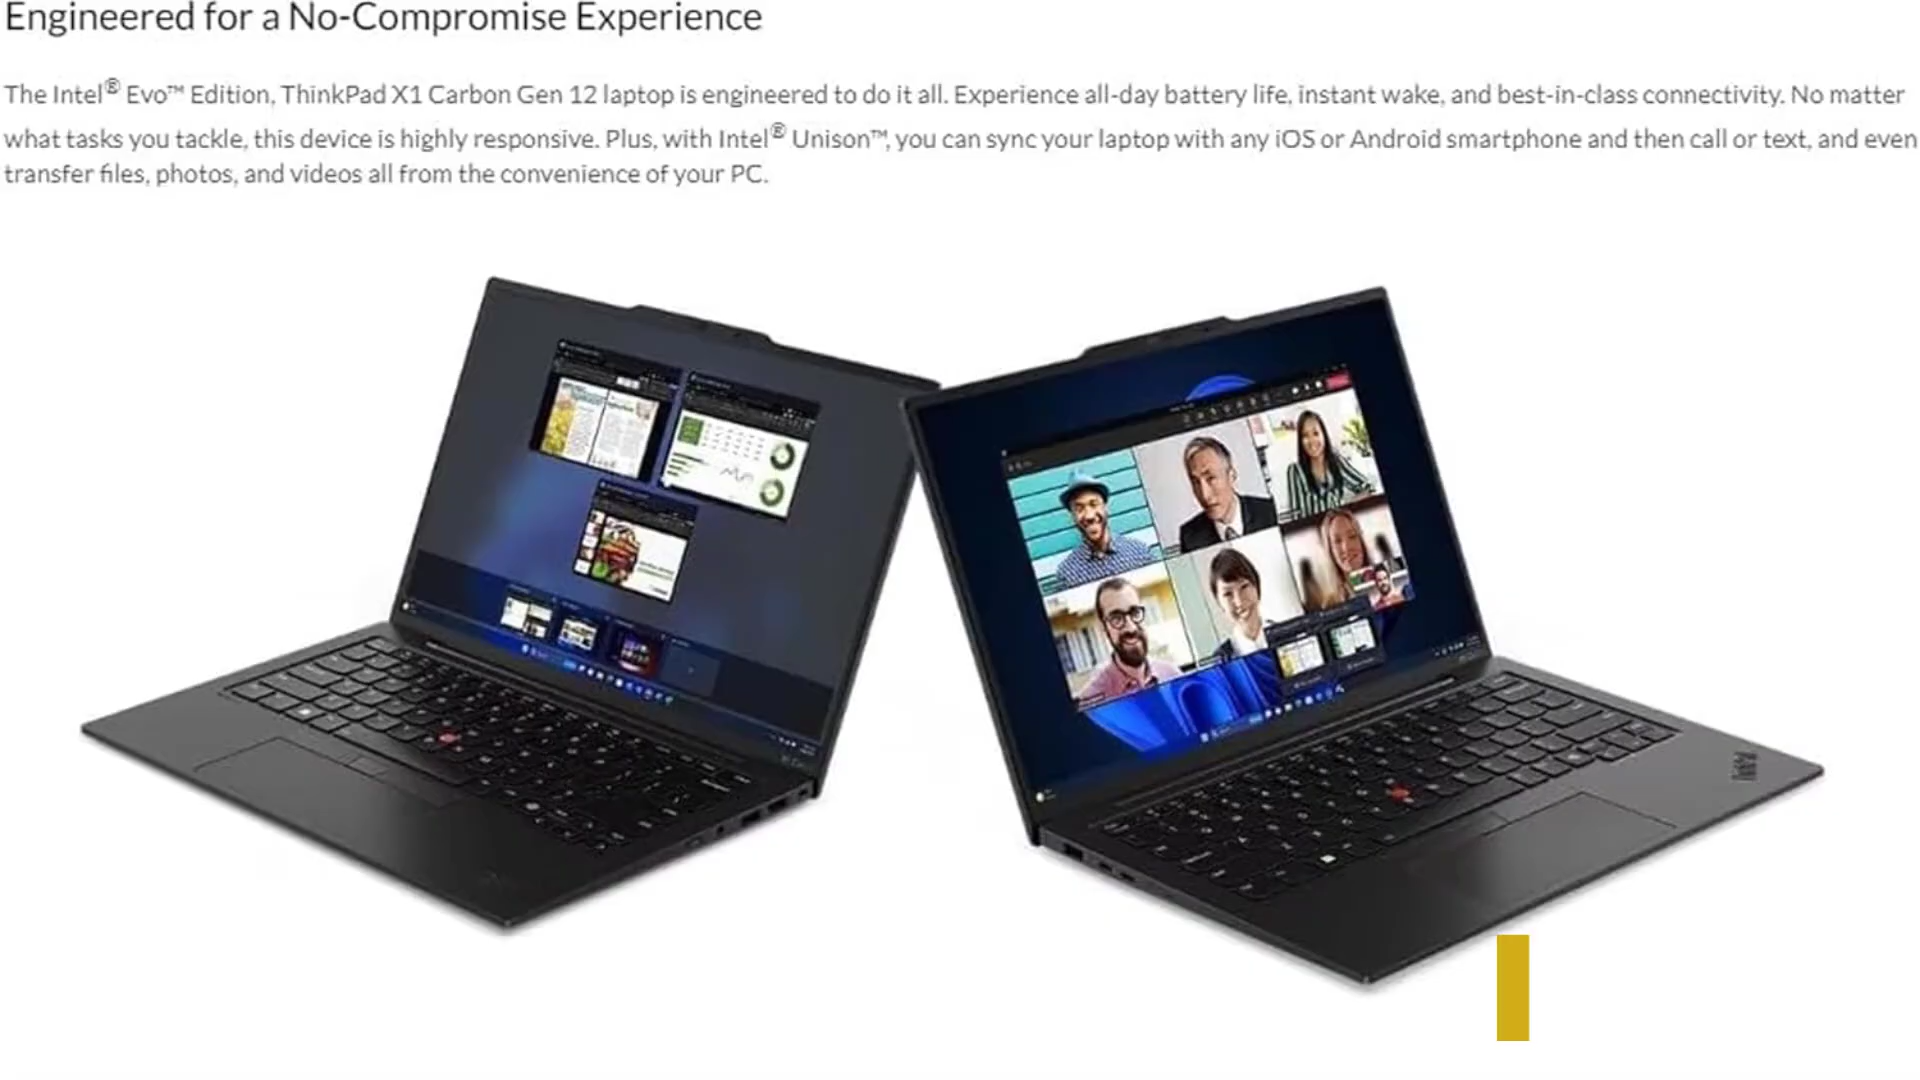 Engineered for a No-Compromise Experience
The Intel® Evo™ Edition, ThinkPad X1 Carbon Gen 12 laptop is engineered to do it all. Experience all-day battery life, instant wake, and best-in-class connectivity. No matter
what tasks you tackle, this device is highly responsive. Plus, with Intel® Unison™, you can sync your laptop with any iOS or Android smartphone and then call or text, and even
transfer files, photos, and videos all from the convenience of your PC.
ThinkPad